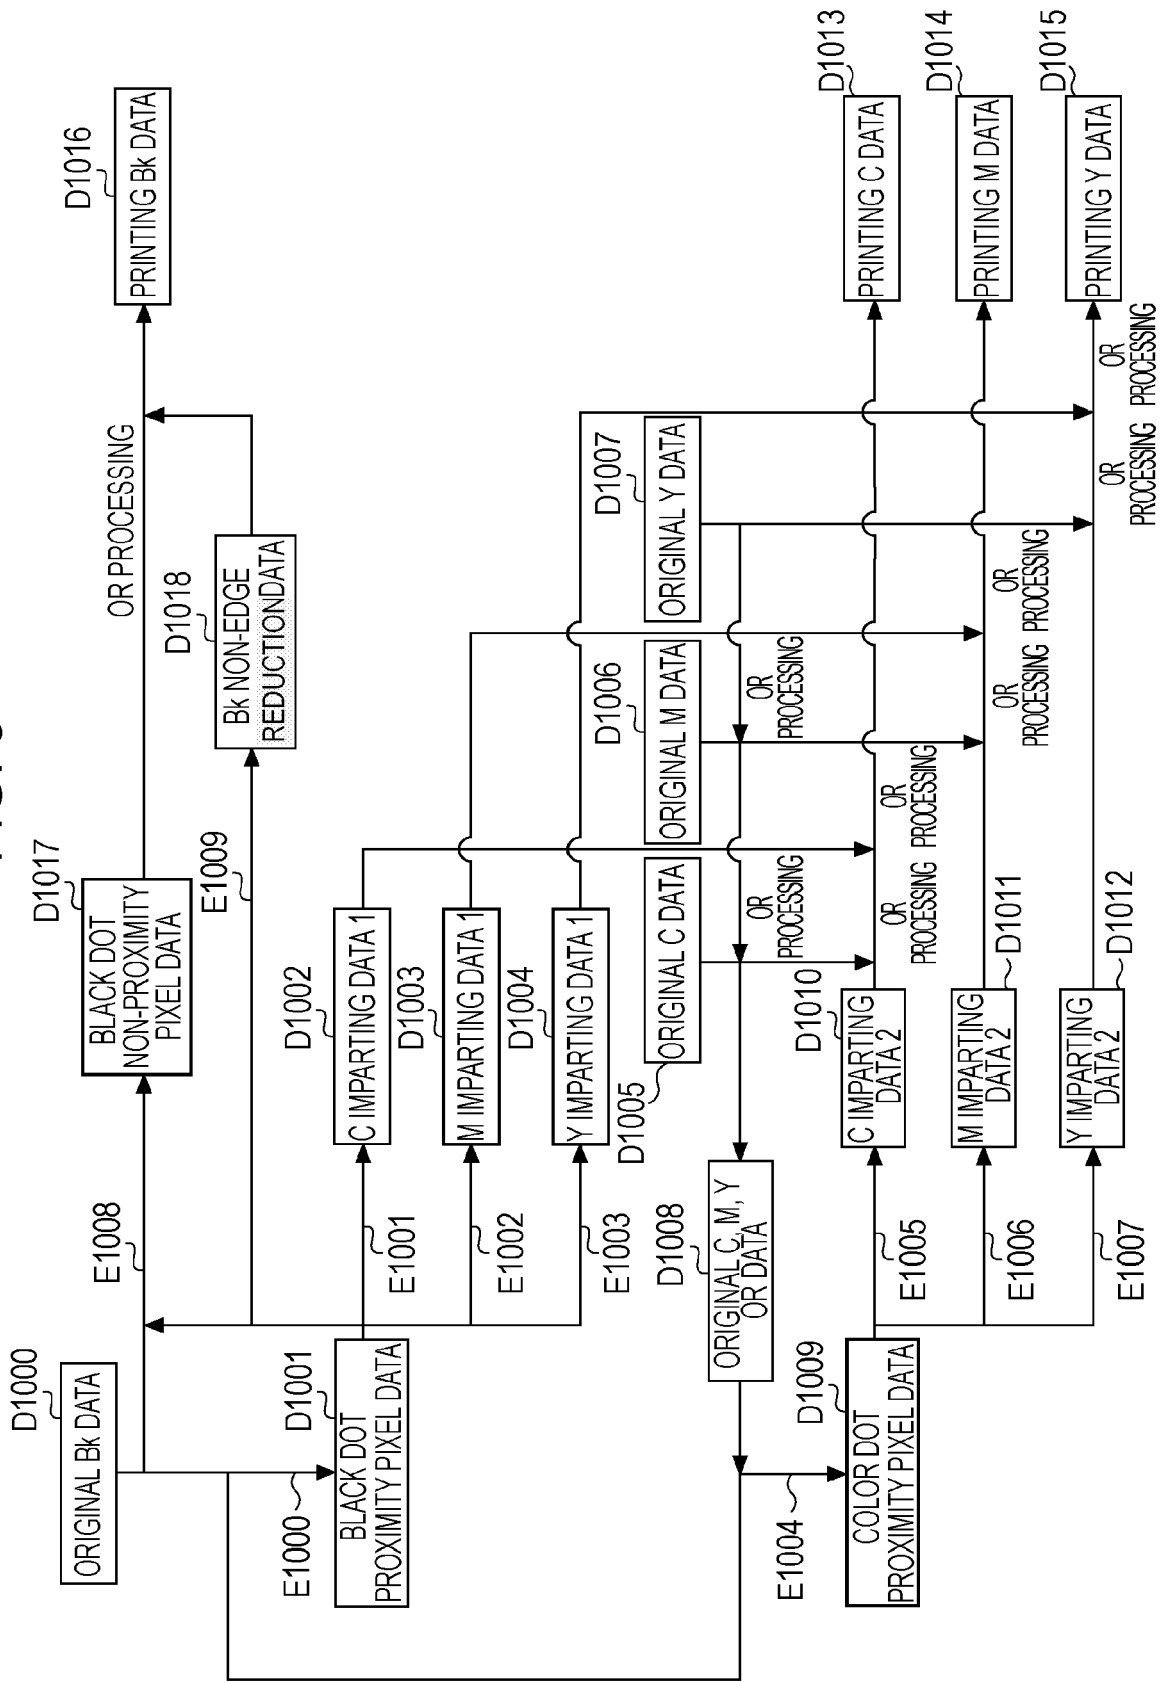 D1000
ORIGINAL Bk DATA
E1008
D1017
BLACK DOT
NON-PROXIMITY
PIXEL DATA
OR PROCESSING
D1016
PRINTING Bk DATA
E1009
D1018
Bk NON-EDGE
REDUCTIONDATA
E1000
D1001
BLACK DOT
PROXIMITY PIXEL DATA
E1001
D1002
C IMPARTING DATA 1
E1002
D1003
M IMPARTING DATA 1
E1003
D1004
Y IMPARTING DATA 1
D1005
ORIGINAL C DATA
D1006
ORIGINAL M DATA
D1007
ORIGINAL Y DATA
OR
PROCESSING
OR
PROCESSING
D1008
ORIGINAL C, M, Y
OR DATA
E1004
D1009
COLOR DOT
PROXIMITY PIXEL DATA
E1005
D1010
C IMPARTING
DATA 2
OR
PROCESSING
OR
PROCESSING
D1013
PRINTING C DATA
E1006
D1011
M IMPARTING
DATA 2
OR
PROCESSING
OR
PROCESSING
D1014
PRINTING M DATA
E1007
D1012
Y IMPARTING
DATA 2
OR
PROCESSING
OR
PROCESSING
D1015
PRINTING Y DATA